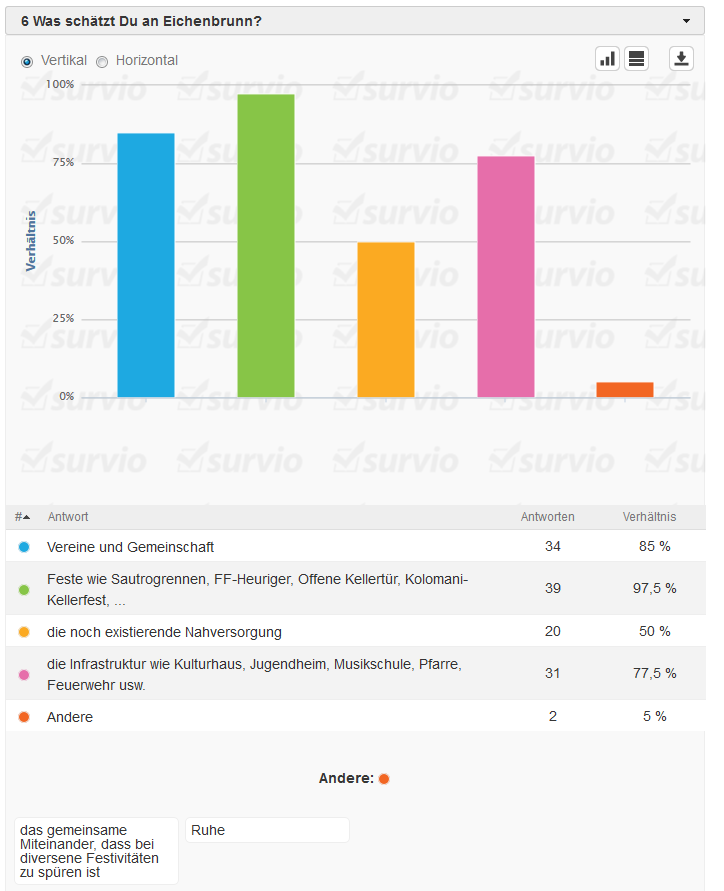 6 Was schätzt Du an Eichenbrunn?
Vertikal Horizontal
100%
75%
50%
25%
0%
Verhältnis
survio
# Antwort Antworten Verhältnis
Vereine und Gemeinschaft 34 85 %
Feste wie Sautrogrennen, FF-Heuriger, Offene Kellertür, Kolomani-
Kellerfest, ... 39 97,5 %
die noch existierende Nahversorgung 20 50 %
die Infrastruktur wie Kulturhaus, Jugendheim, Musikschule, Pfarre,
Feuerwehr usw. 31 77,5 %
Andere 2 5 %
Andere:
das gemeinsame
Miteinander, dass bei
diversene Festivitäten
zu spüren ist
Ruhe